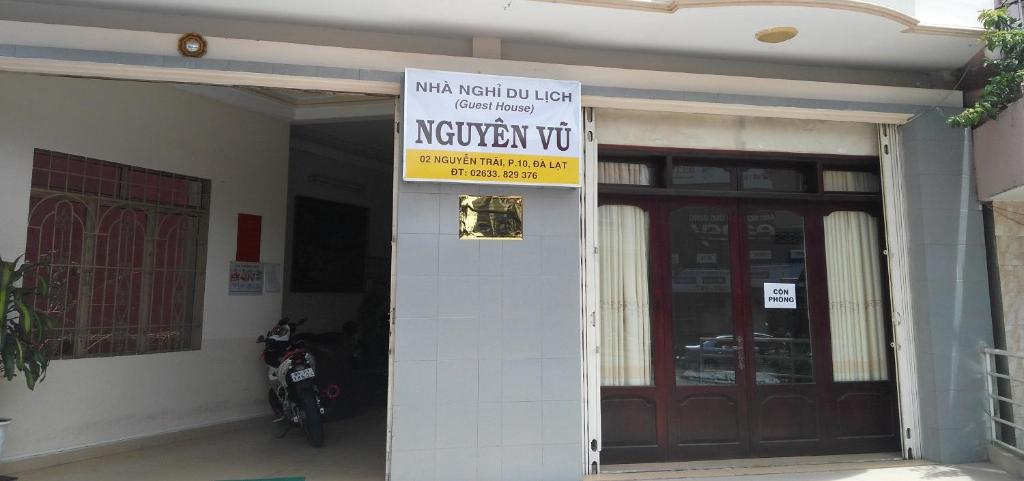 NHÀ NGHỈ DU LỊCH
(Guest House)
NGUYÊN VŨ
02 NGUYỄN TRÃI, P.10, ĐÀ LẠT
ĐT: 02633. 829 376
CÒN
PHÒNG